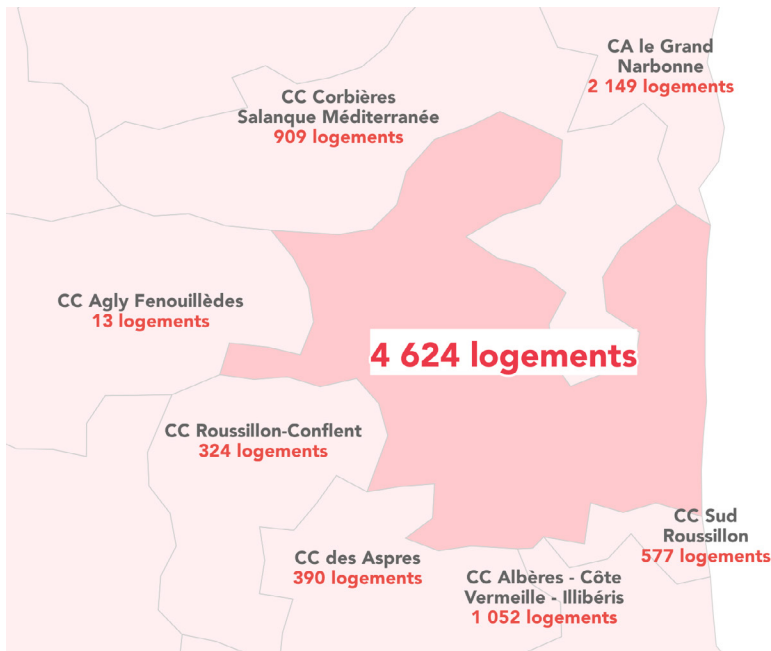 CA le Grand
Narbonne
2 149 logements
CC Corbières
Salanque Méditerranée
909 logements
CC Agly Fenouillèdes
13 logements
4 624 logements
CC Roussillon-Conflent
324 logements
CC Sud
Roussillon
577 logements
CC des Aspres
390 logements
CC Albères - Côte
Vermeille - Illibéris
1 052 logements